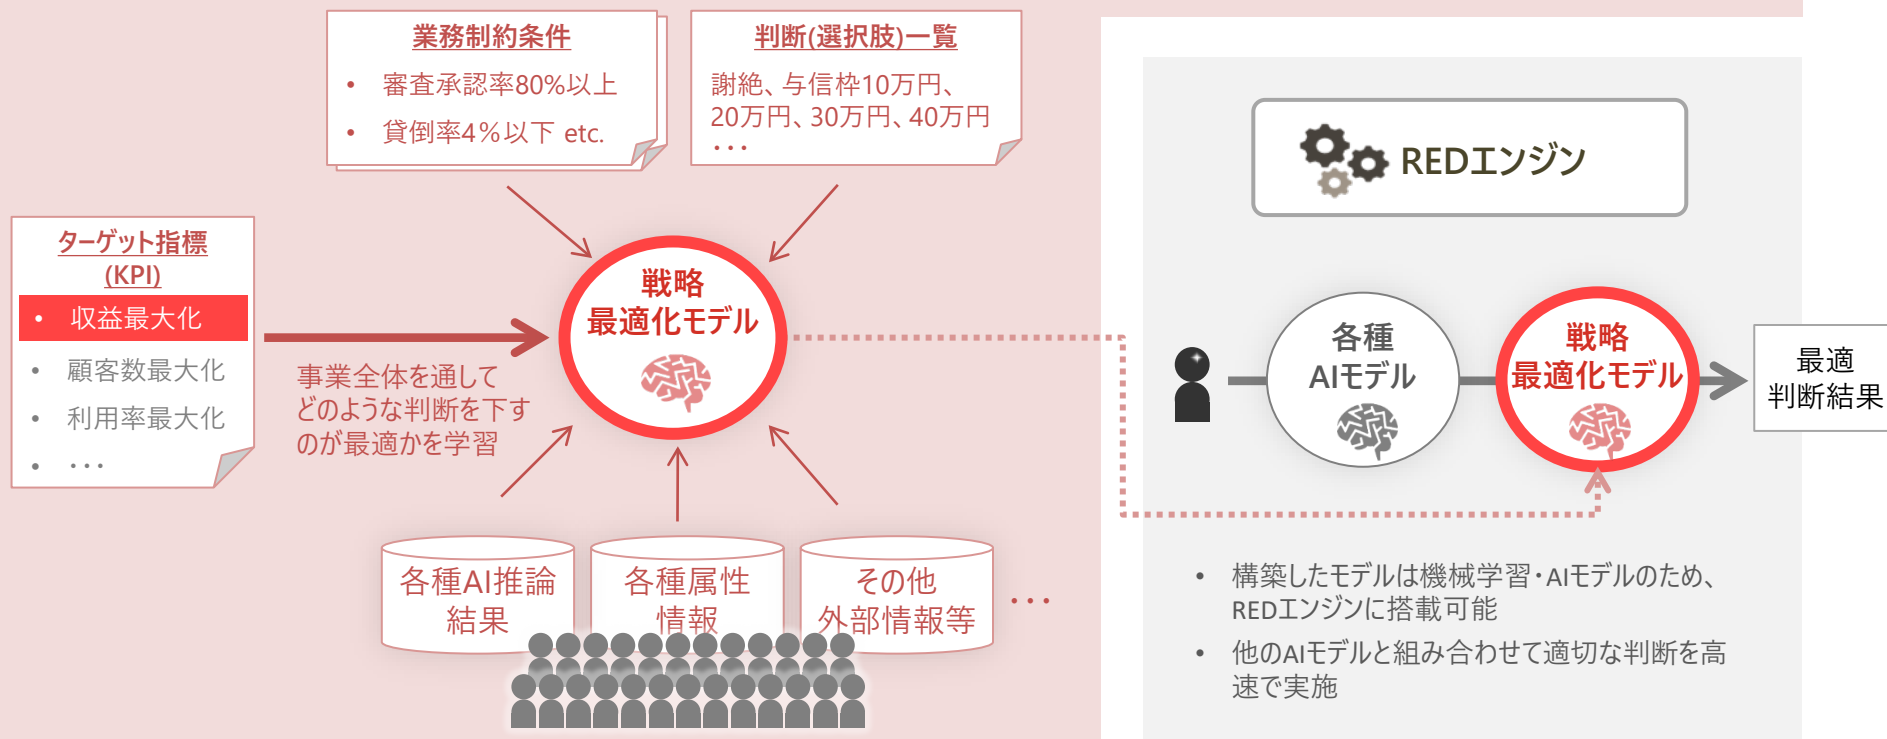 業務制約条件
• 審査承認率80%以上
• 貸倒率4%以下 etc.
判断(選択肢)一覧
謝絶、与信枠10万円、
20万円、30万円、40万円
・・・
ターゲット指標
(KPI)
• 収益最大化
• 顧客数最大化
• 利用率最大化
• ・・・
事業全体を通して
どのような判断を下す
のが最適かを学習
戦略
最適化モデル
各種AI推論
結果
各種属性
情報
その他
外部情報等
・・・
REDエンジン
各種
AIモデル
戦略
最適化モデル
最適
判断結果
• 構築したモデルは機械学習・AIモデルのため、
REDエンジンに搭載可能
• 他のAIモデルと組み合わせて適切な判断を高
速で実施